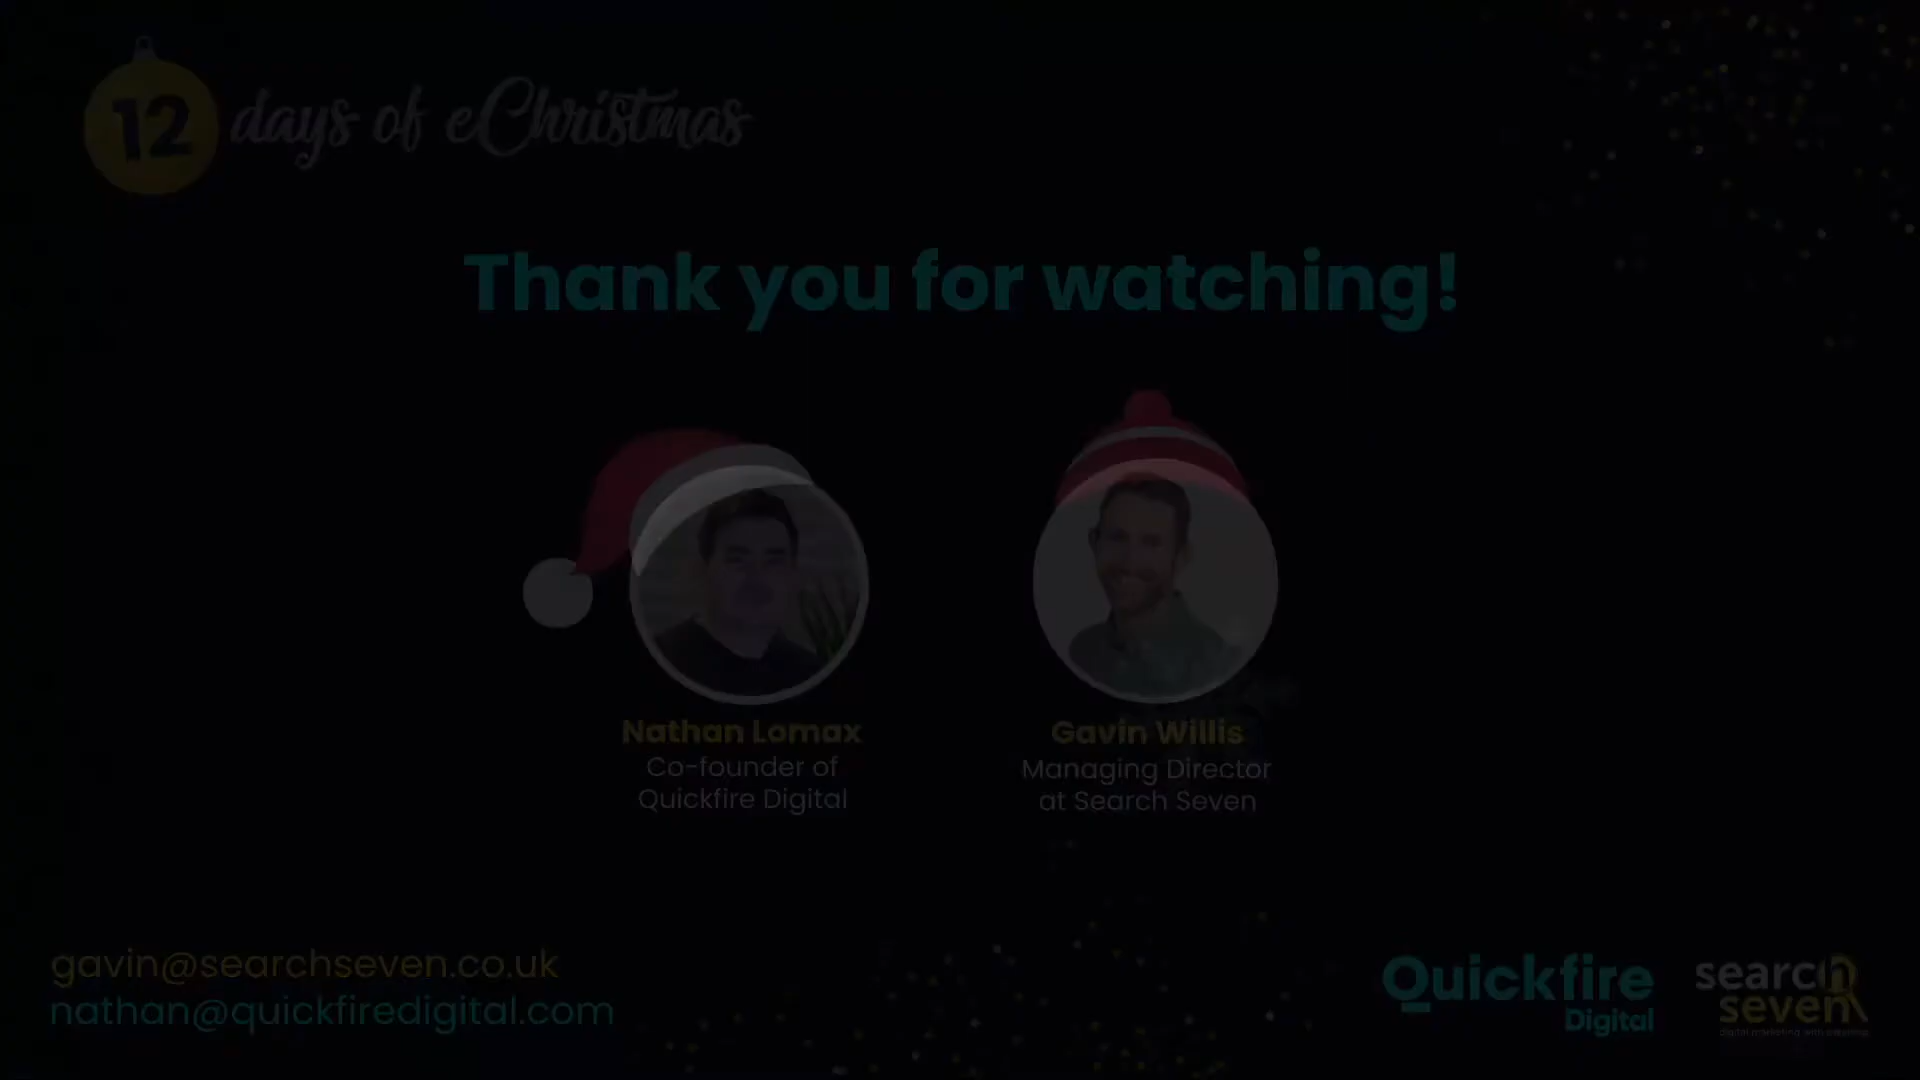 12 days of eChristmas
Thank you for watching!
Nathan Lomax
Co-founder of
Quickfire Digital
Gavin Willis
Managing Director
at Search Seven
gavin@searchseven.co.uk
nathan@quickfiredigital.com
Quickfire
Digital
search
seven